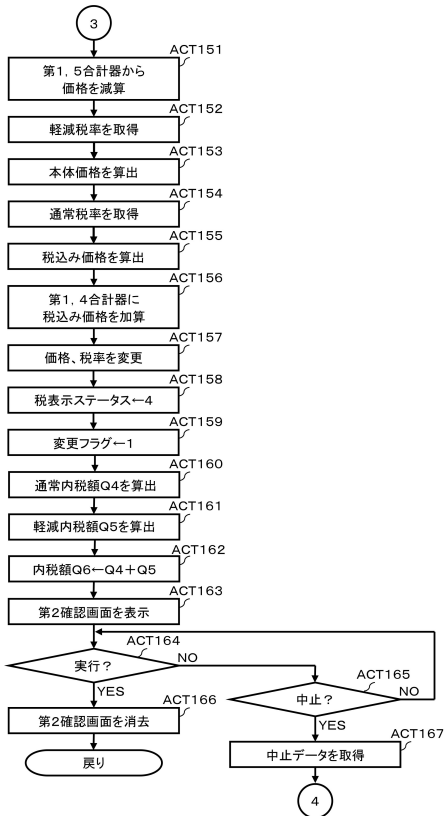 3
ACT151
第1，5合計器から
価格を減算
ACT152
軽減税率を取得
ACT153
本体価格を算出
ACT154
通常税率を取得
ACT155
税込み価格を算出
ACT156
第1，4合計器に
税込み価格を加算
ACT157
価格、税率を変更
ACT158
税表示ステータス←4
ACT159
変更フラグ←1
ACT160
通常内税額Q4を算出
ACT161
軽減内税額Q5を算出
ACT162
内税額Q6←Q4＋Q5
ACT163
第2確認画面を表示
ACT164
実行？
NO
YES
ACT165
中止？
NO
YES
ACT166
第2確認画面を消去
ACT167
中止データを取得
戻り
4